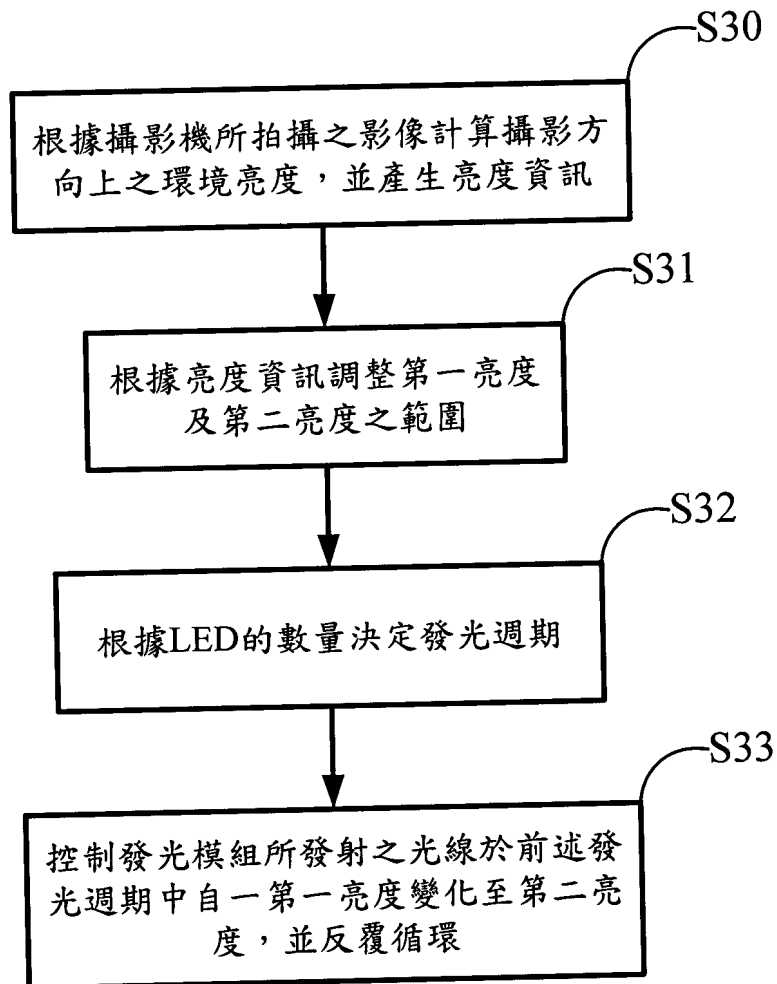 S30
根據攝影機所拍攝之影像計算攝影方
向上之環境亮度，並產生亮度資訊
S31
根據亮度資訊調整第一亮度
及第二亮度之範圍
S32
根據LED的數量決定發光週期
S33
控制發光模組所發射之光線於前述發
光週期中自一第一亮度變化至第二亮
度，並反覆循環